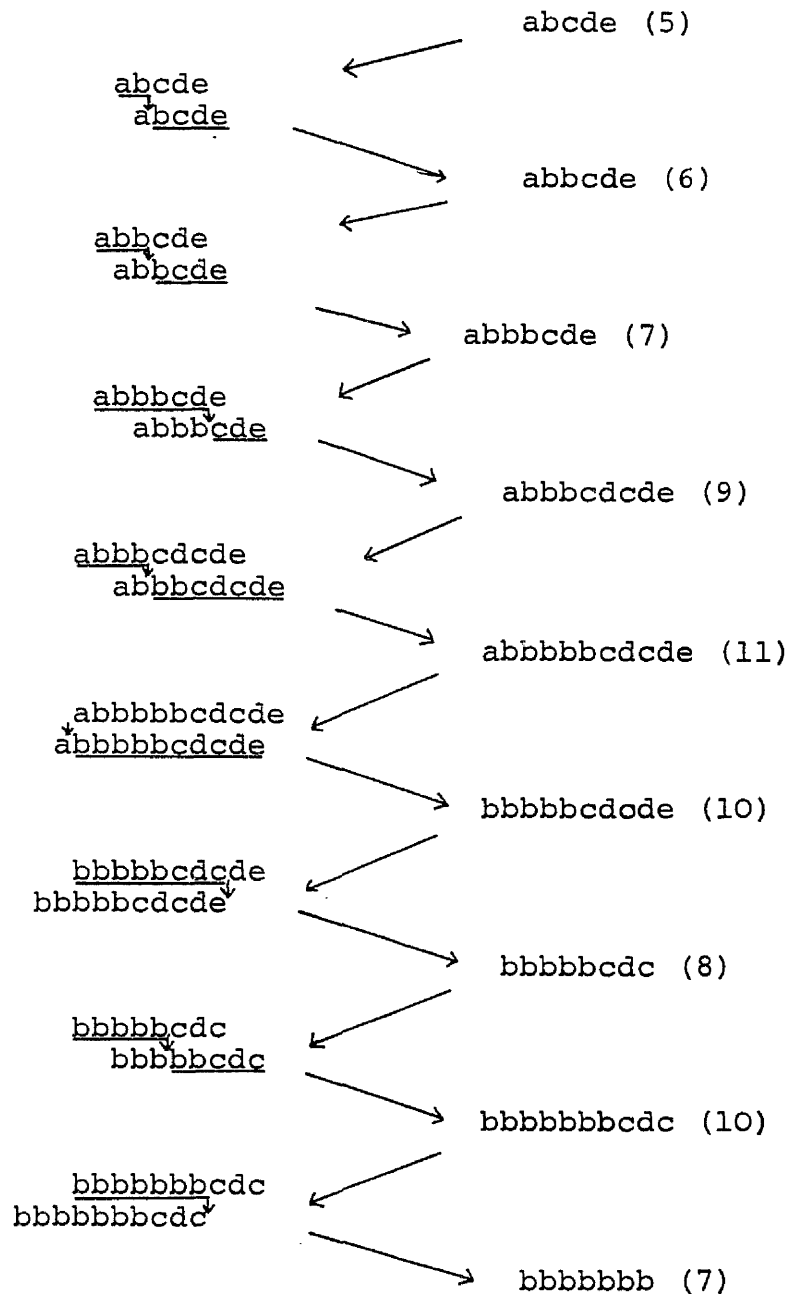 abcde (5)
abcde
abcde
abbcde (6)
abbcde
abbcde
abbbcde (7)
abbbcde
abbbcde
abbbcdcde (9)
abbbcdcde
abbbcdcde
abbbbbcdcde (11)
abbbbbcdcde
abbbbbcdcde
bbbbbcdcde (10)
bbbbbcdcde
bbbbbcdcde
bbbbbcdc (8)
bbbbbcdc
bbbbbcdc
bbbbbbbcdc (10)
bbbbbbbcdc
bbbbbbbcdc
bbbbbbb (7)